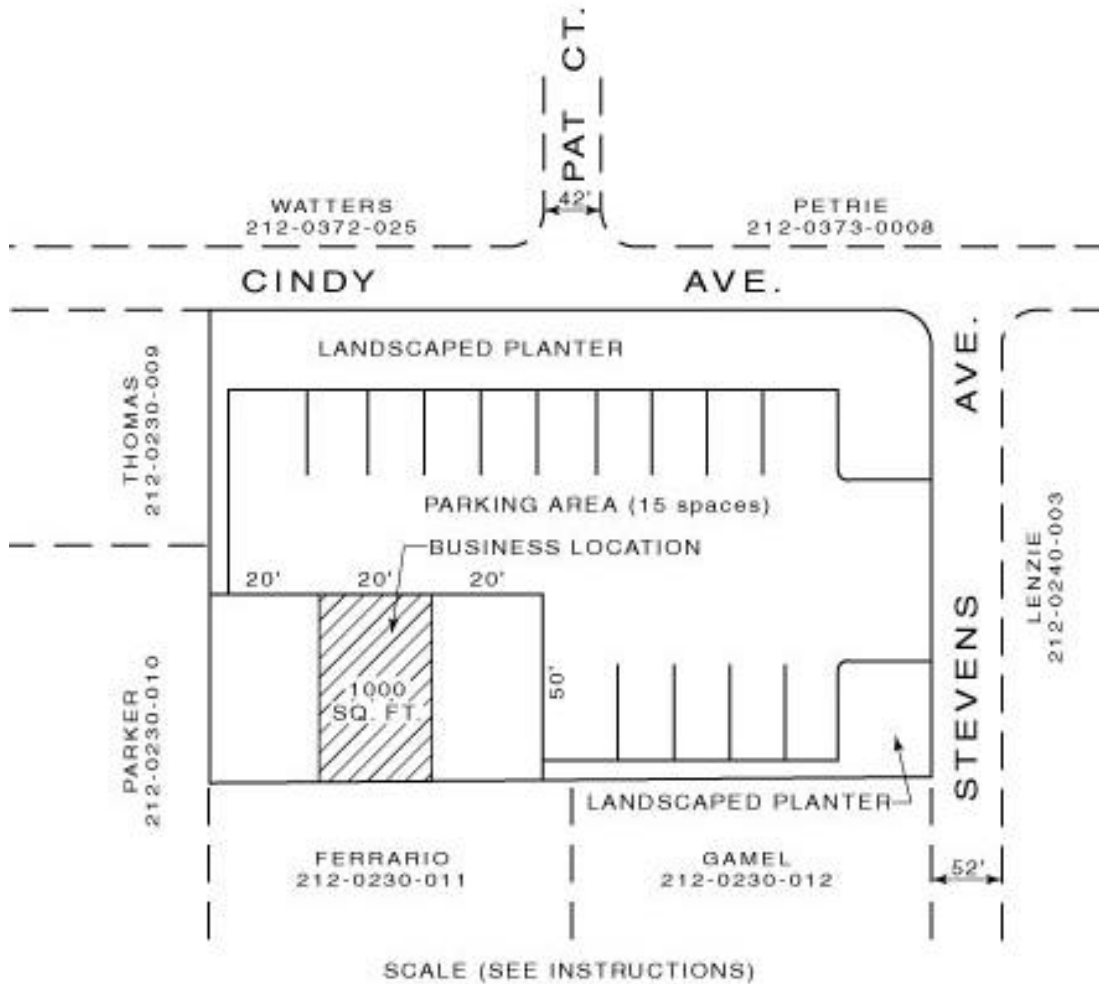 PAT CT.
42'
WATTERS
212-0372-025
PETRIE
212-0373-0008
CINDY AVE.
LANDSCAPED PLANTER
THOMAS
212-0230-009
STEVENS AVE.
PARKING AREA (15 spaces)
BUSINESS LOCATION
20' 20' 20'
LENZIE
212-0240-003
1000
SQ. FT.
50'
PARKER
212-0230-010
LANDSCAPED PLANTER
FERRARIO
212-0230-011
GAMEL
212-0230-012
52'
SCALE (SEE INSTRUCTIONS)